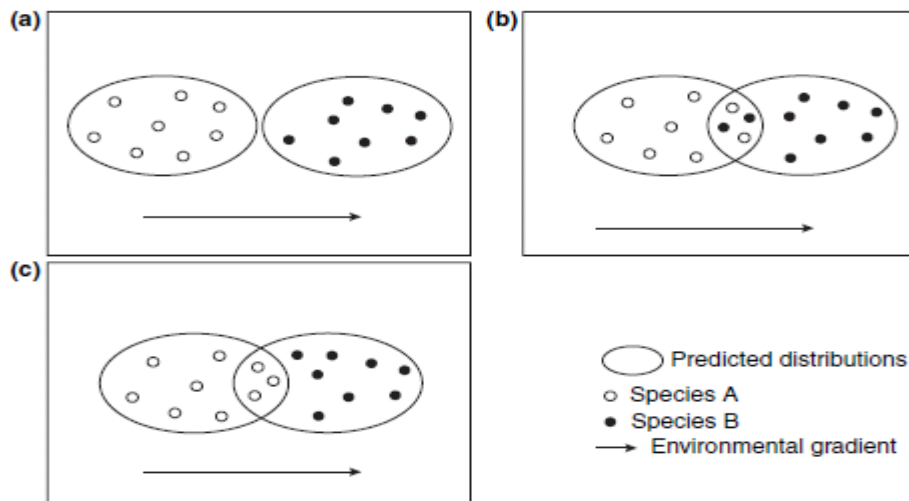 (a)
(b)
(c)
Predicted distributions
Species A
Species B
Environmental gradient